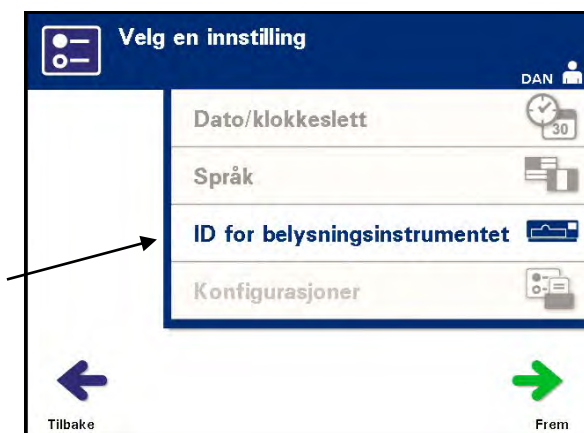 Velg en innstilling
DAN
Dato/klokkeslett
30
Språk
ID for belysningsinstrumentet
Konfigurasjoner
Tilbake
Frem